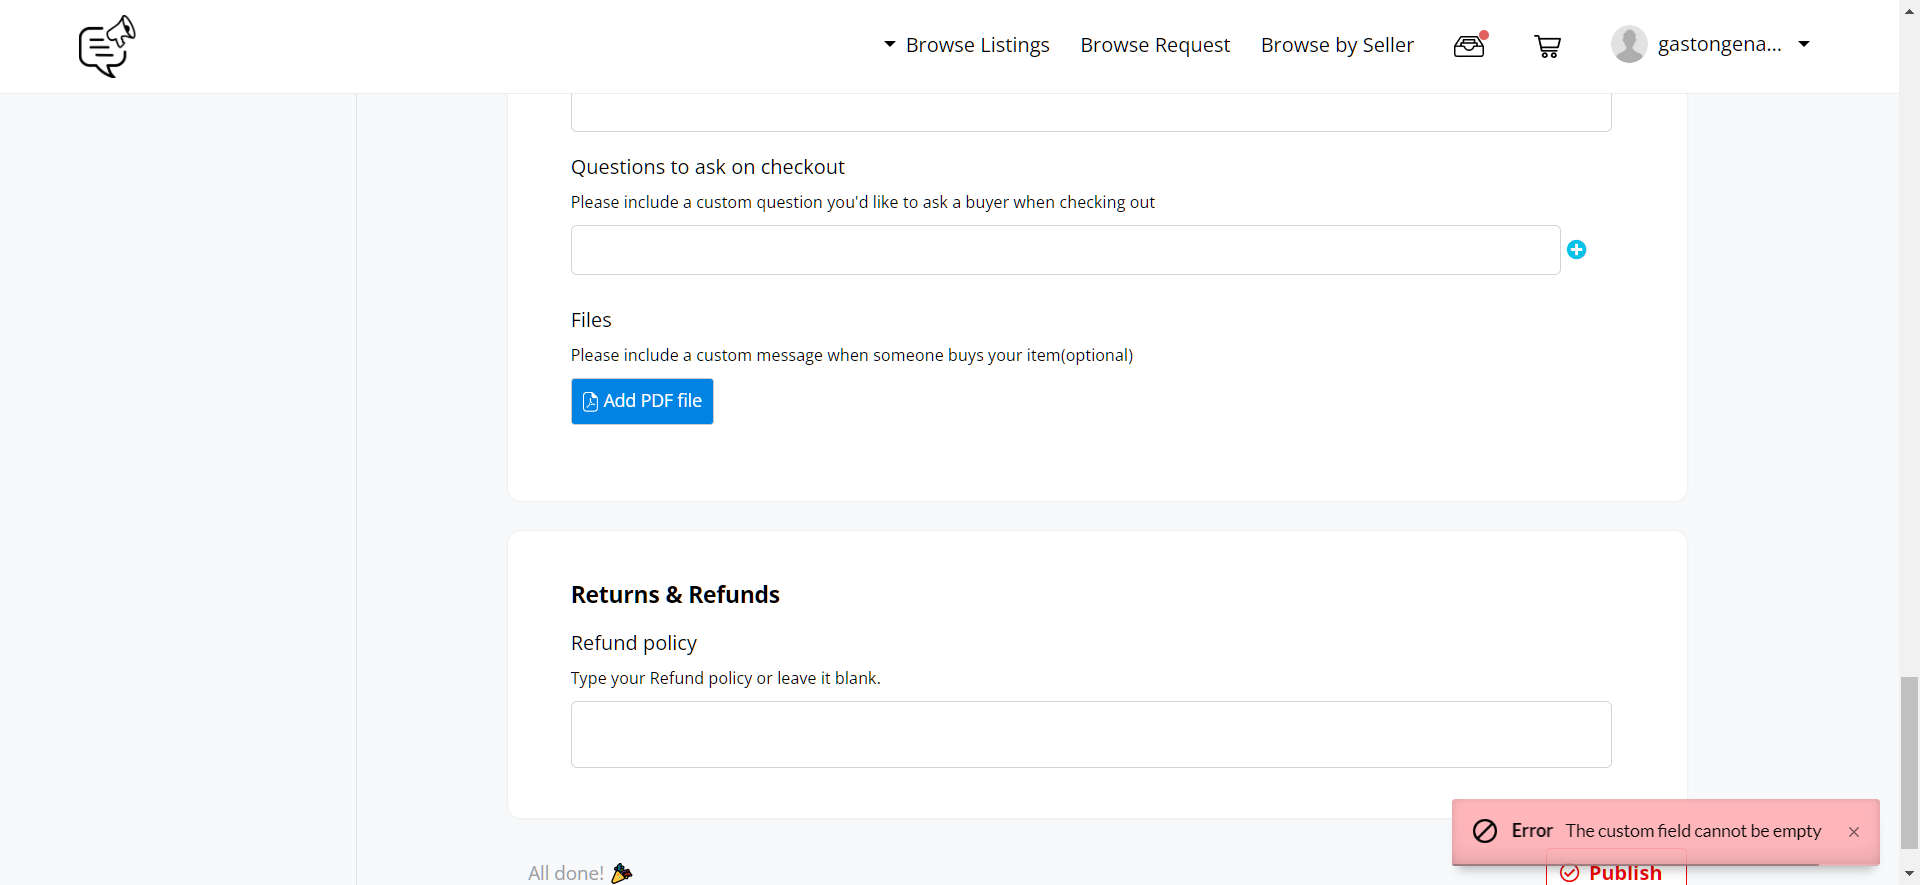 Browse Listings
Browse Request
Browse by Seller
gastongena...
Questions to ask on checkout
Please include a custom question you'd like to ask a buyer when checking out
Files
Please include a custom message when someone buys your item(optional)
Add PDF file
Returns & Refunds
Refund policy
Type your Refund policy or leave it blank.
Error The custom field cannot be empty
All done!
Publish